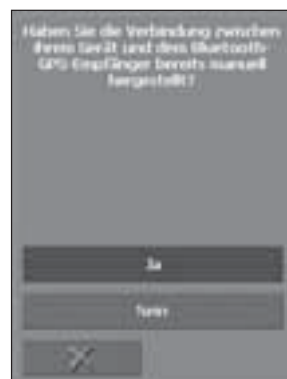 Haben Sie die Verbindung zwischen
Ihrem Gerät und dem Bluetooth-
GPS Empfänger bereits manuell
hergestellt?
Ja
Nein